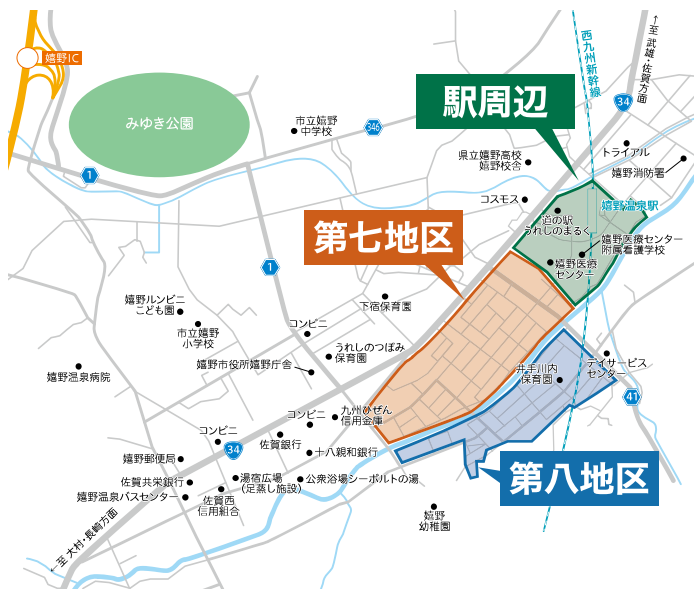 嬉野IC
みゆき公園
市立嬉野
中学校
346
1
西九州新幹線
←至 武雄・佐賀方面
34
駅周辺
トライアル
県立嬉野高校
嬉野校舎
嬉野消防署
コスモス
嬉野温泉駅
道の駅
うれしのまるく
嬉野医療センター
附属看護学校
嬉野医療
センター
第七地区
1
嬉野ルンビニ
こども園
市立嬉野
小学校
コンビニ
下宿保育園
うれしのつぼみ
保育園
嬉野市役所嬉野庁舎
嬉野温泉病院
井手川内
保育園
デイサービス
センター
41
コンビニ
九州ひぜん
信用金庫
コンビニ
佐賀銀行
34
十八親和銀行
嬉野郵便局
佐賀共栄銀行
湯宿広場
(足蒸し施設)
公衆浴場シーボルトの湯
嬉野温泉バスセンター
佐賀西
信用組合
第八地区
嬉野
幼稚園
←至 大村・長崎方面